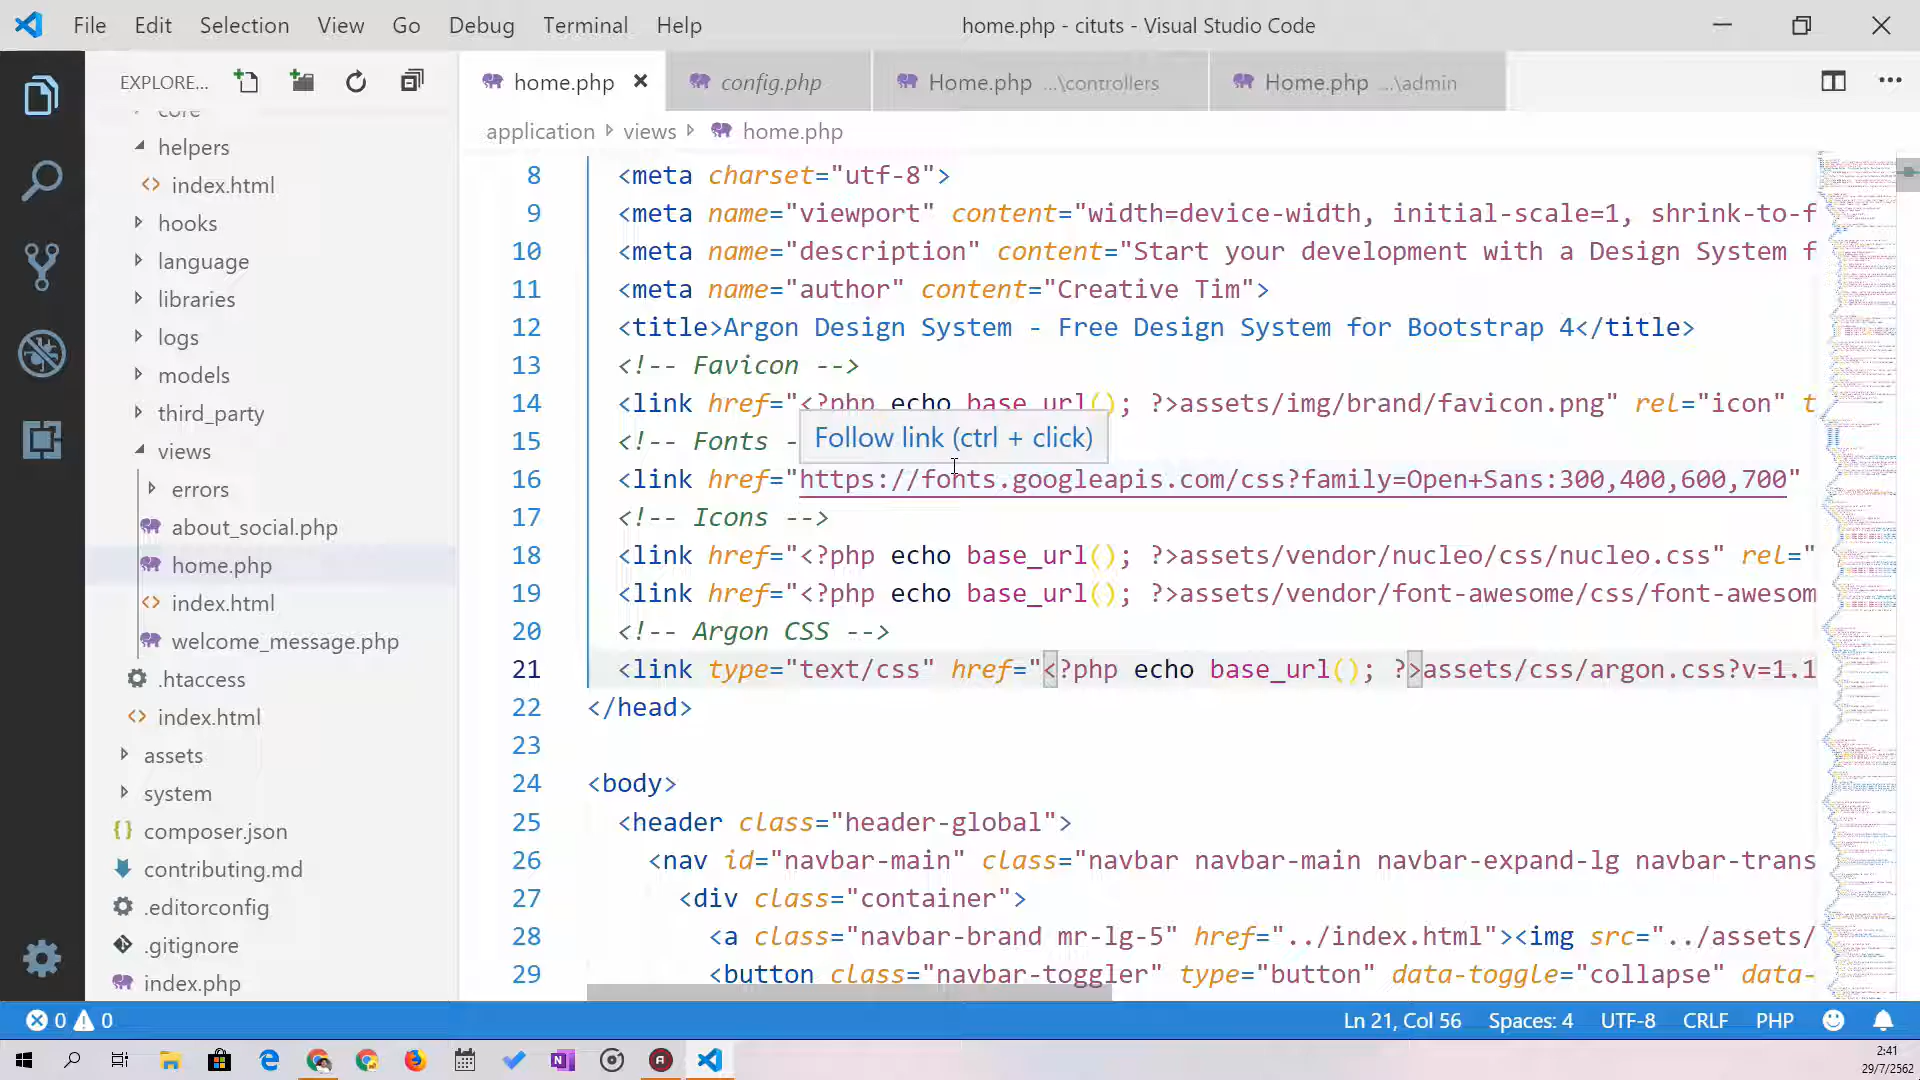 File Edit Selection View Go Debug Terminal Help
home.php - cituts - Visual Studio Code
EXPLORE...
home.php
config.php
Home.php ...\controllers
Home.php ...\admin
application views home.php
core
helpers
index.html
hooks
language
libraries
logs
models
third_party
views
errors
about_social.php
home.php
index.html
welcome_message.php
.htaccess
index.html
assets
system
composer.json
contributing.md
.editorconfig
.gitignore
index.php
8 <meta charset="utf-8">
9 <meta name="viewport" content="width=device-width, initial-scale=1, shrink-to-f
10 <meta name="description" content="Start your development with a Design System f
11 <meta name="author" content="Creative Tim">
12 <title>Argon Design System - Free Design System for Bootstrap 4</title>
13 <!-- Favicon -->
14 <link href="<?php echo base_url(); ?>assets/img/brand/favicon.png" rel="icon" t
15 <!-- Fonts -
Follow link (ctrl + click)
16 <link href="https://fonts.googleapis.com/css?family=Open+Sans:300,400,600,700"
17 <!-- Icons -->
18 <link href="<?php echo base_url(); ?>assets/vendor/nucleo/css/nucleo.css" rel="
19 <link href="<?php echo base_url(); ?>assets/vendor/font-awesome/css/font-awesom
20 <!-- Argon CSS -->
21 <link type="text/css" href="<?php echo base_url(); ?>assets/css/argon.css?v=1.1
22 </head>
23
24 <body>
25 <header class="header-global">
26 <nav id="navbar-main" class="navbar navbar-main navbar-expand-lg navbar-trans
27 <div class="container">
28 <a class="navbar-brand mr-lg-5" href="../index.html"><img src="../assets/
29 <button class="navbar-toggler" type="button" data-toggle="collapse" data-
0 0
Ln 21, Col 56 Spaces: 4 UTF-8 CRLF PHP
2:41
29/7/2562